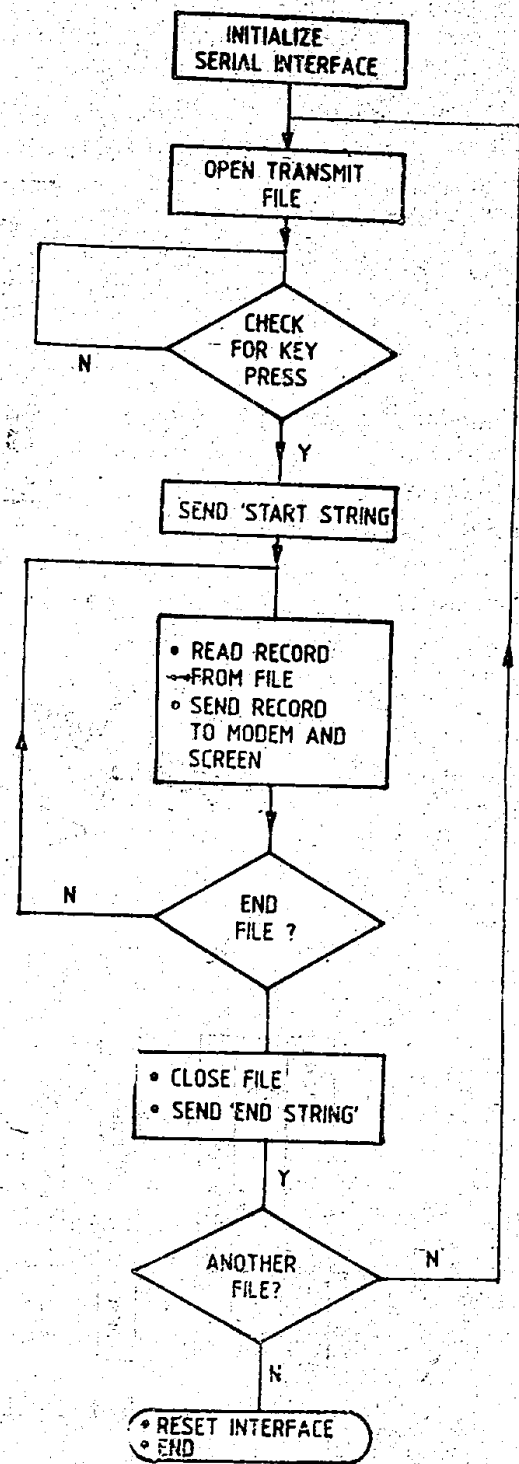 INITIALIZE
SERIAL INTERFACE
OPEN TRANSMIT
FILE
CHECK
FOR KEY
PRESS
N
Y
SEND 'START STRING'
• READ RECORD
FROM FILE
• SEND RECORD
TO MODEM AND
SCREEN
N
END
FILE ?
• CLOSE FILE
• SEND 'END STRING'
Y
ANOTHER
FILE?
N
N
• RESET INTERFACE
• END